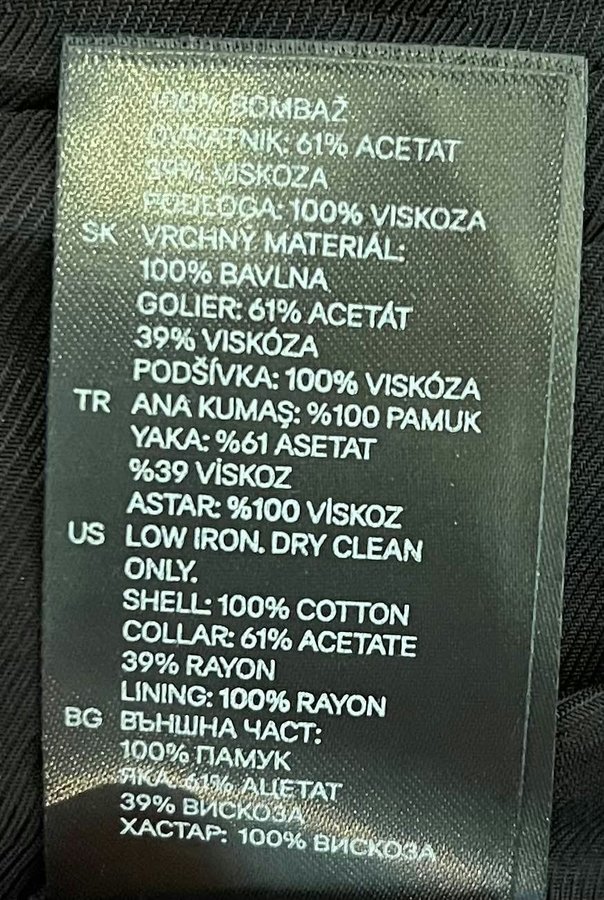 100% BOMBAŽ
OVRATNIK: 61% ACETAT
39% VISKOZA
PODLOGA: 100% VISKOZA
SK VRCHNÝ MATERIÁL:
100% BAVLNA
GOLIER: 61% ACETÁT
39% VISKÓZA
PODŠÍVKA: 100% VISKÓZA
TR ANA KUMAŞ: %100 PAMUK
YAKA: %61 ASETAT
%39 VİSKOZ
ASTAR: %100 VİSKOZ
US LOW IRON. DRY CLEAN
ONLY.
SHELL: 100% COTTON
COLLAR: 61% ACETATE
39% RAYON
LINING: 100% RAYON
BG ВЪНШНА ЧАСТ:
100% ПАМУК
ЯКА: 61% АЦЕТАТ
39% ВИСКОЗА
ХАСТАР: 100% ВИСКОЗА